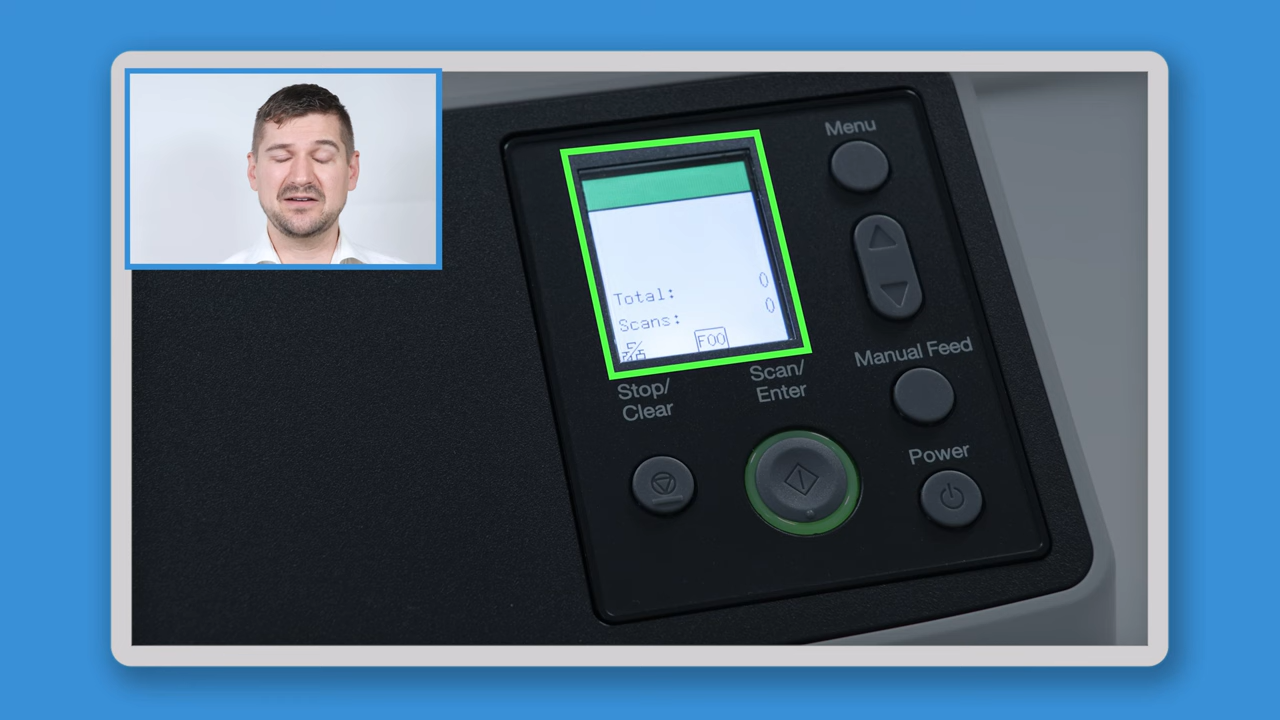 Menu
Total: 0
Scans: 0
F00
Manual Feed
Stop/
Clear
Scan/
Enter
Power